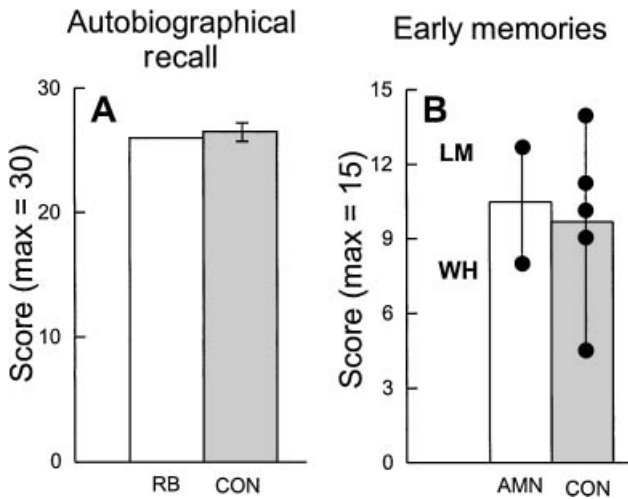 Autobiographical
recall
Early memories
A
Score (max = 30)
30
20
10
0
RB CON
B
Score (max = 15)
15
12
9
6
3
0
LM
WH
AMN CON